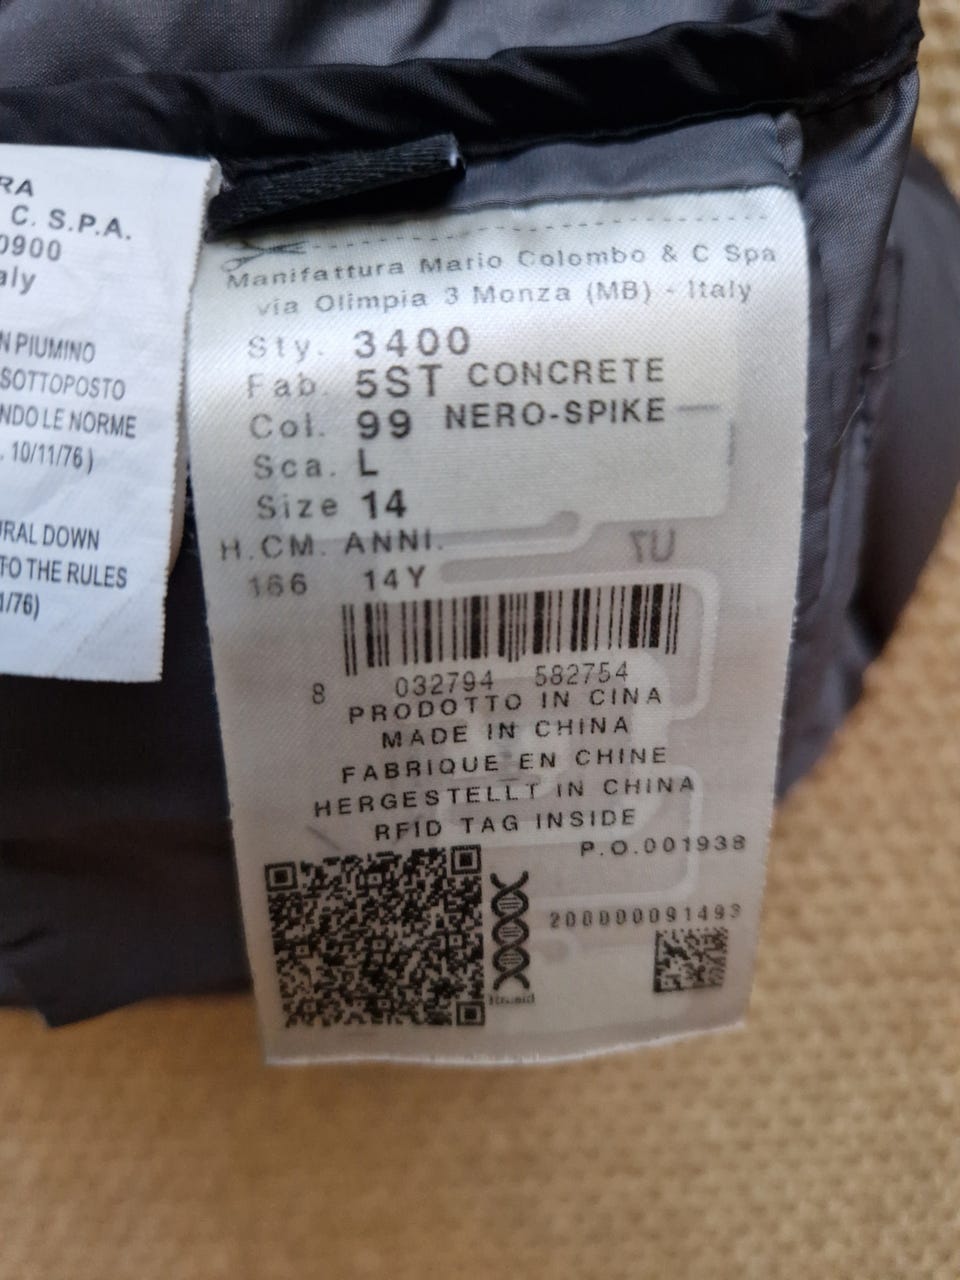 RA
C. S.P.A.
0900
aly
N PIUMINO
SOTTOPOSTO
NDO LE NORME
. 10/11/76)
URAL DOWN
TO THE RULES
1/76)
Manifattura Mario Colombo & C Spa
via Olimpia 3 Monza (MB) - Italy
Sty. 3400
Fab. 5ST CONCRETE
Col. 99 NERO-SPIKE
Sca. L
Size 14
H.CM. ANNI.
166 14Y
8 032794 582754
PRODOTTO IN CINA
MADE IN CHINA
FABRIQUE EN CHINE
HERGESTELLT IN CHINA
RFID TAG INSIDE
P.O.001938
200000091493